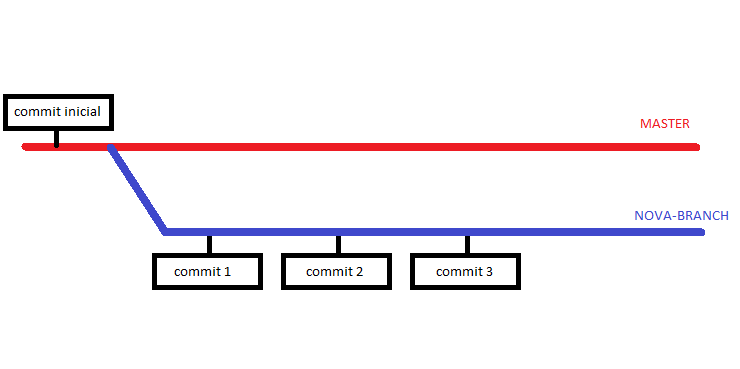 commit inicial
MASTER
NOVA-BRANCH
commit 1
commit 2
commit 3